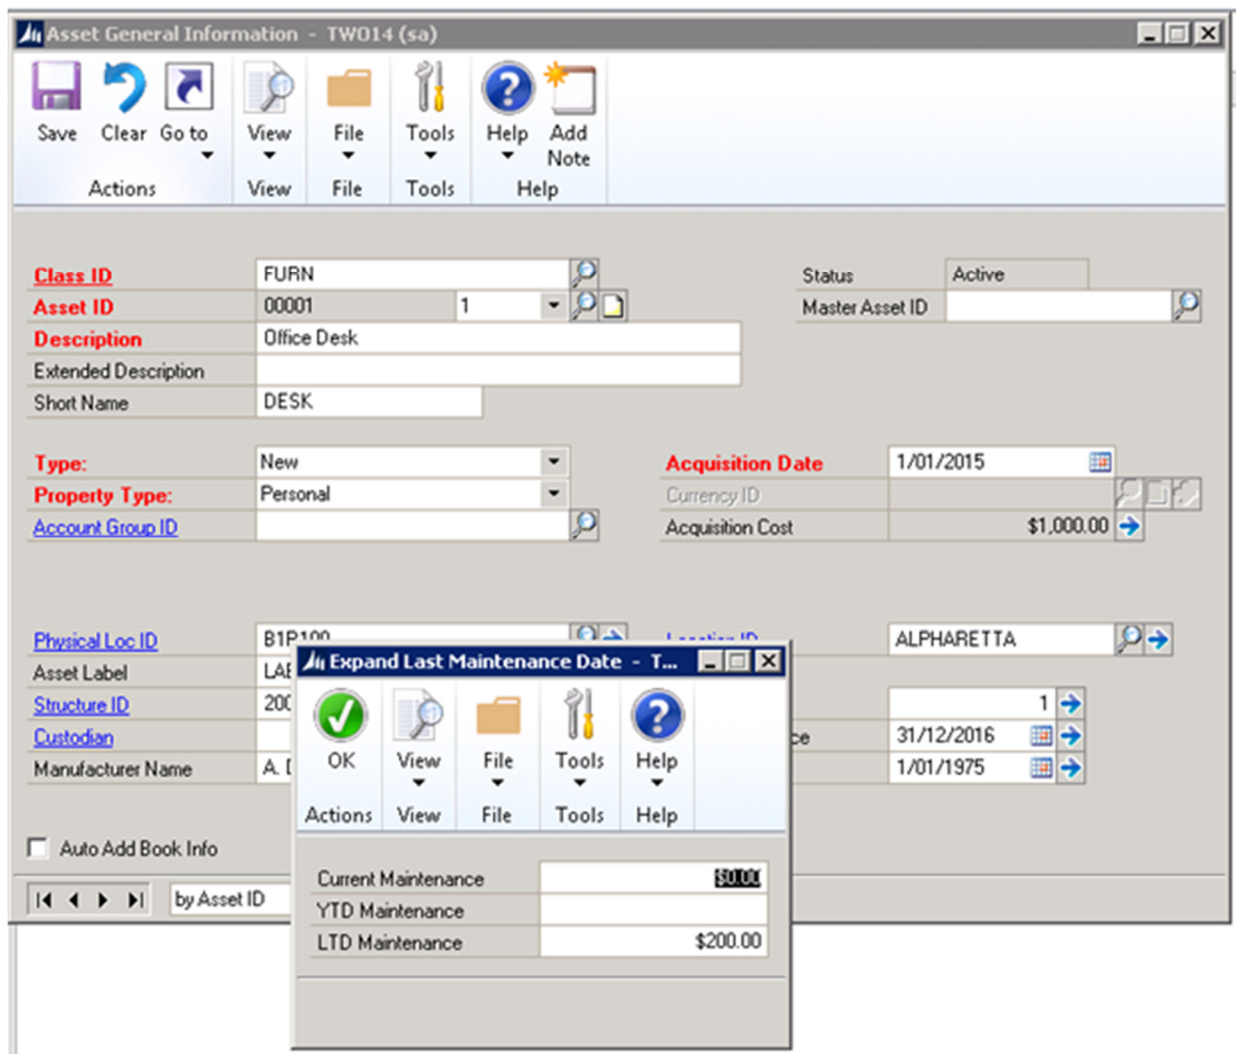 Asset General Information - TWO14 (sa)
Save Clear Go to View File Tools Help Add Note
Actions View File Tools Help
Class ID FURN Status Active
Asset ID 00001 1 Master Asset ID
Description Office Desk
Extended Description
Short Name DESK
Type: New Acquisition Date 1/01/2015
Property Type: Personal Currency ID
Account Group ID Acquisition Cost $1,000.00
Physical Loc ID B1R100 Location ID ALPHARETTA
Asset Label
Structure ID 200 1
Custodian 31/12/2016
Manufacturer Name A. 1/01/1975
Auto Add Book Info
by Asset ID
Expand Last Maintenance Date - T...
OK View File Tools Help
Actions View File Tools Help
Current Maintenance $0.00
YTD Maintenance
LTD Maintenance $200.00